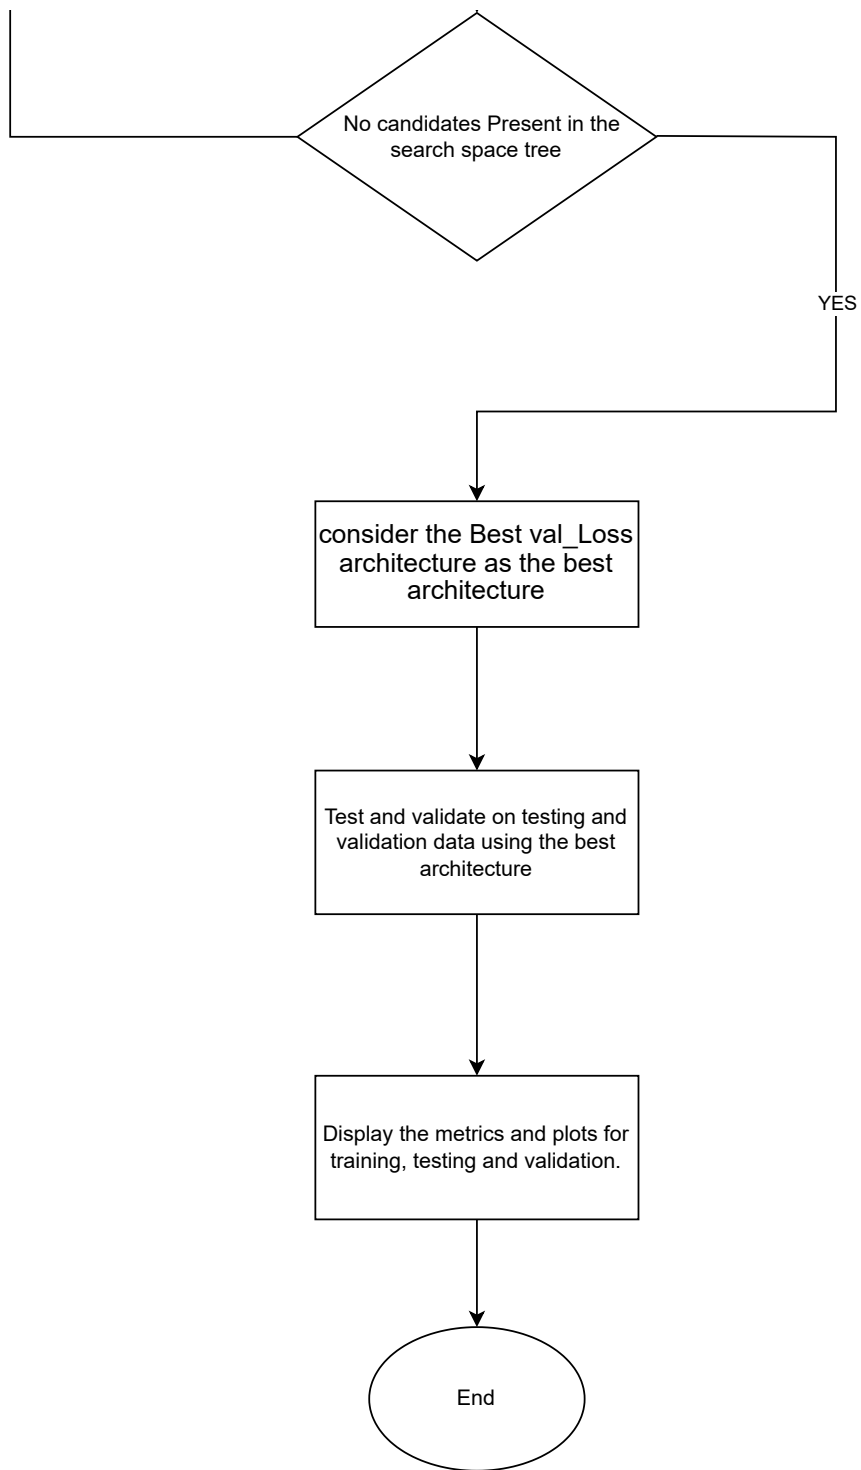 No candidates Present in the
search space tree
YES
consider the Best val_Loss
architecture as the best
architecture
Test and validate on testing and
validation data using the best
architecture
Display the metrics and plots for
training, testing and validation.
End